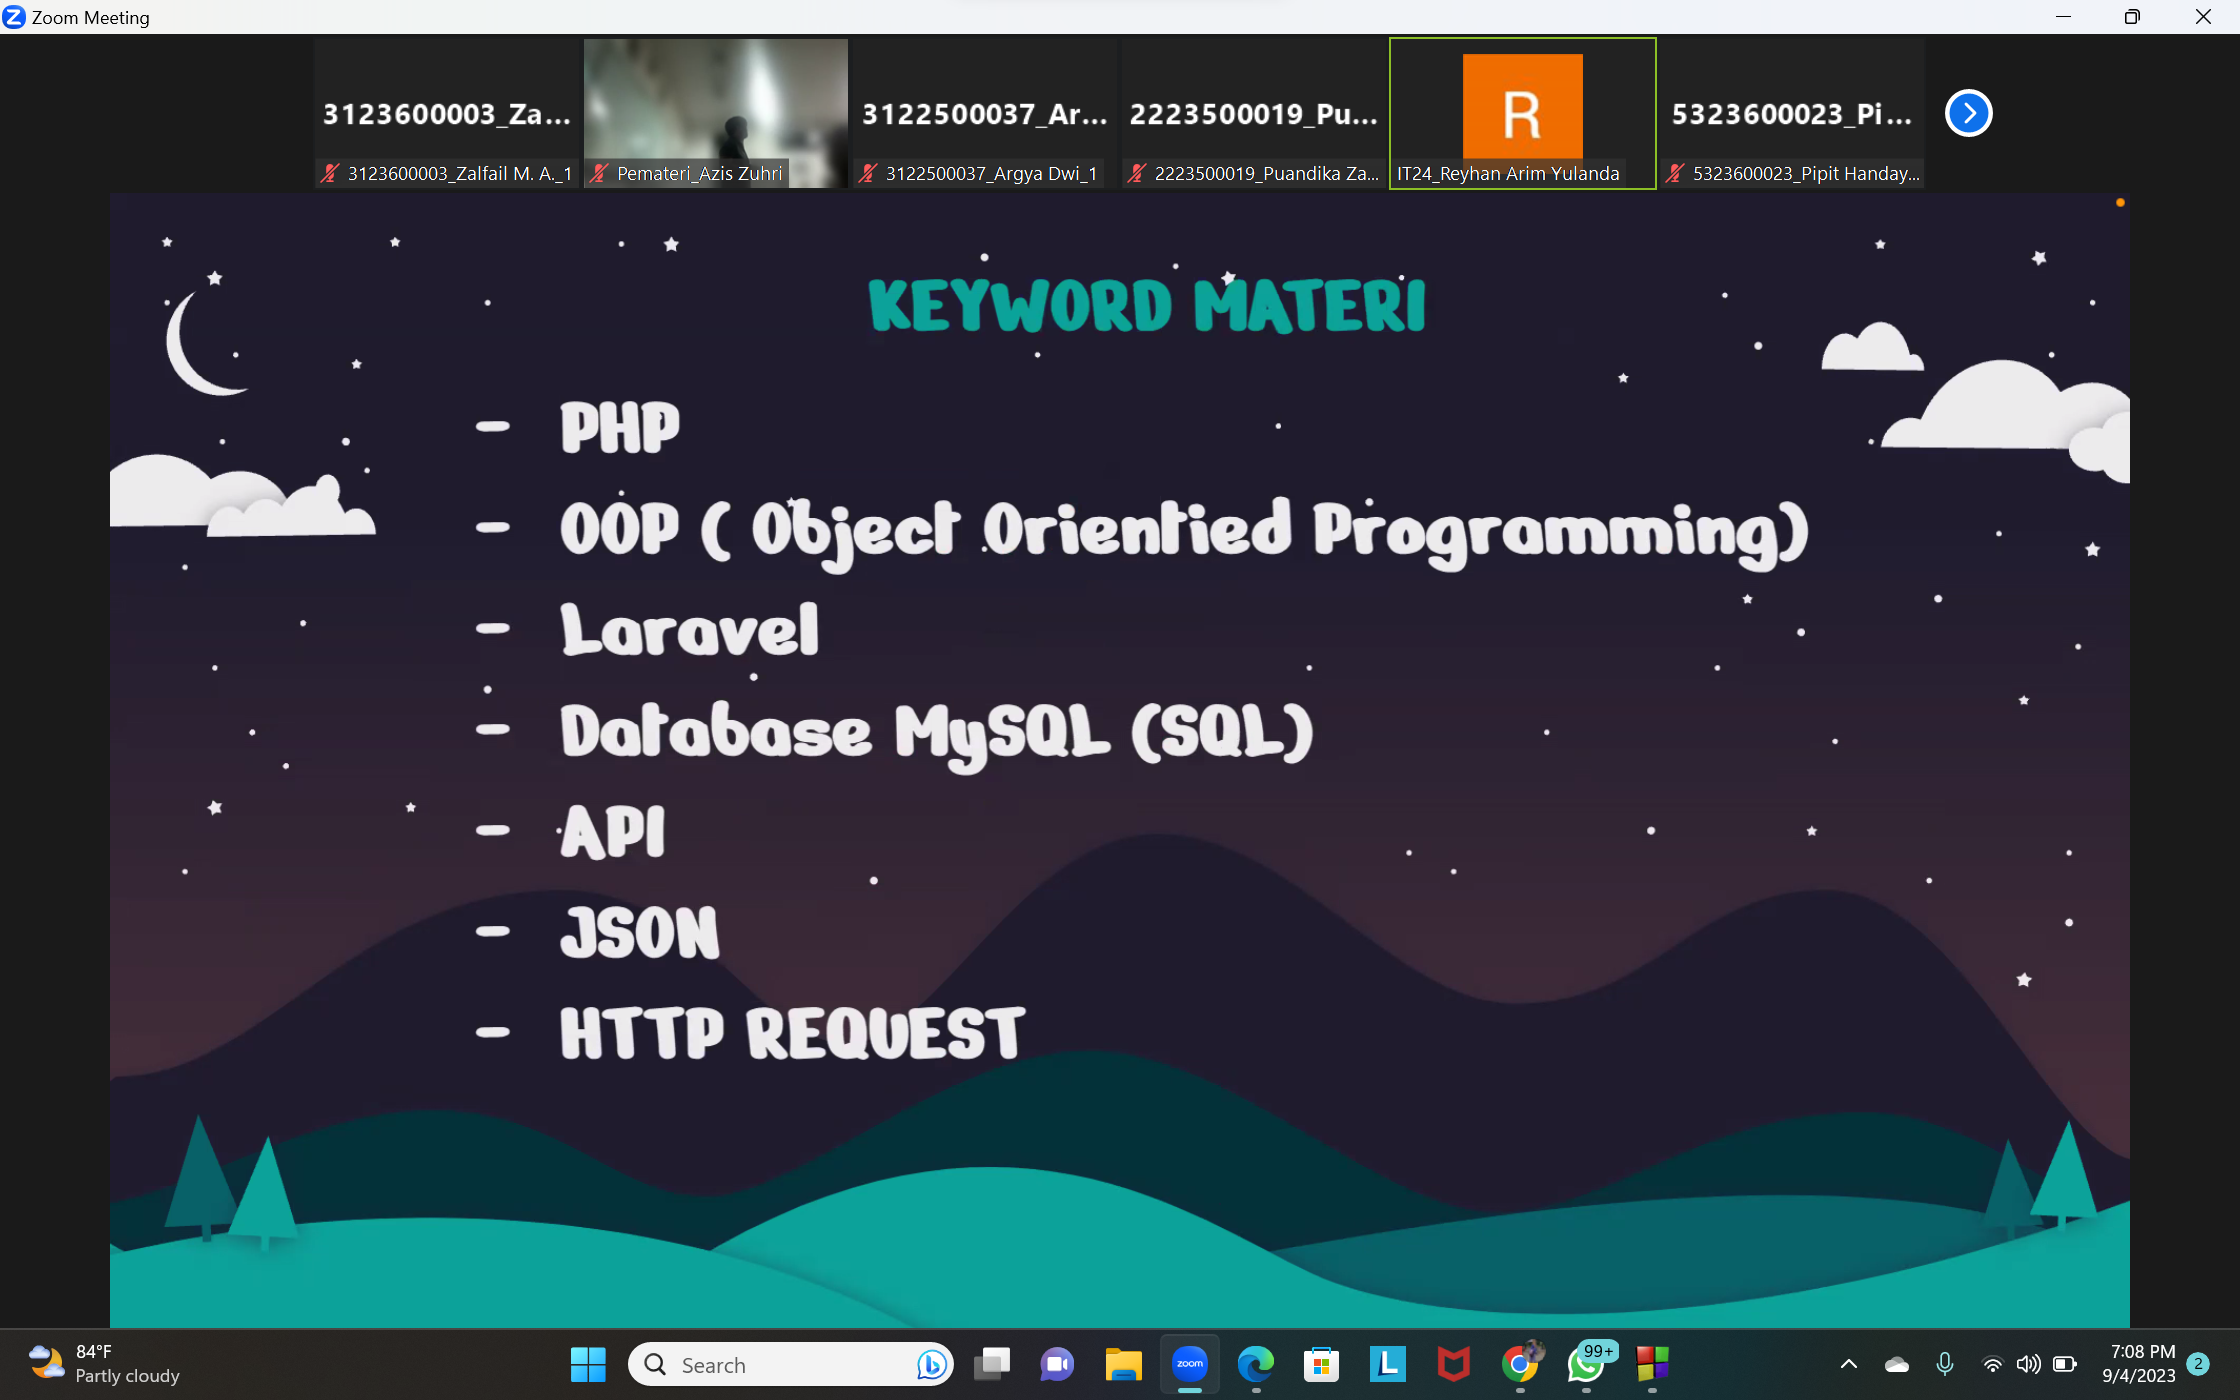 Zoom Meeting
3123600003_Za...
3122500037_Ar...
2223500019_Pu...
R
5323600023_Pi...
3123600003_Zalfail M. A._1
Pemateri_Azis Zuhri
3122500037_Argya Dwi_1
2223500019_Puandika Za...
IT24_Reyhan Arim Yulanda
5323600023_Pipit Handay...
KEYWORD MATERI
- PHP
- OOP ( Object Orientied Programming)
- Laravel
- Database MySQL (SQL)
- API
- JSON
- HTTP REQUEST
84°F
Partly cloudy
Search
zoom
L
99+
7:08 PM
9/4/2023
2